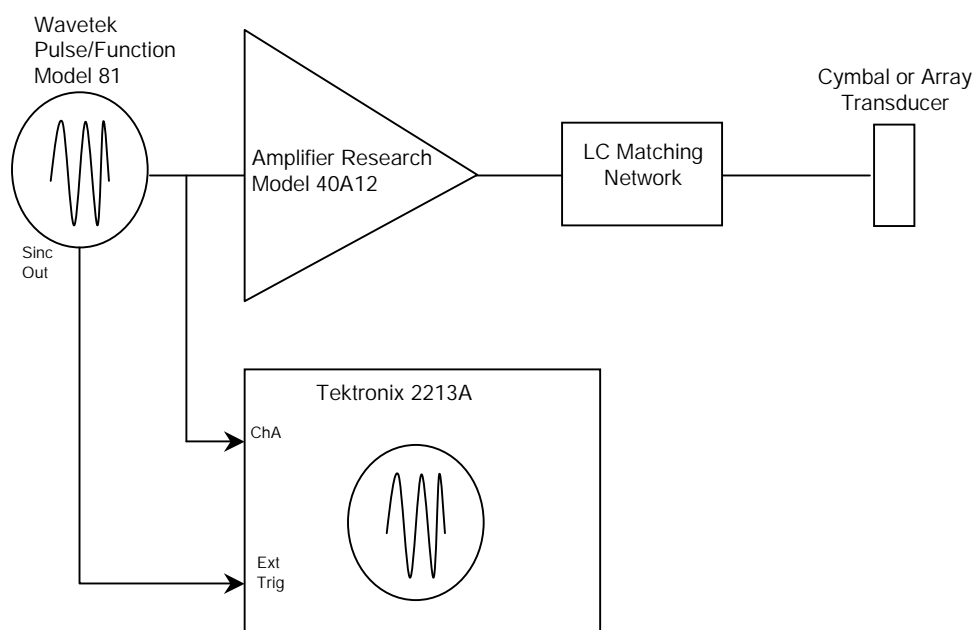 Wavetek
Pulse/Function
Model 81
Cymbal or Array
Transducer
Amplifier Research
Model 40A12
LC Matching
Network
Sinc
Out
Tektronix 2213A
ChA
Ext
Trig